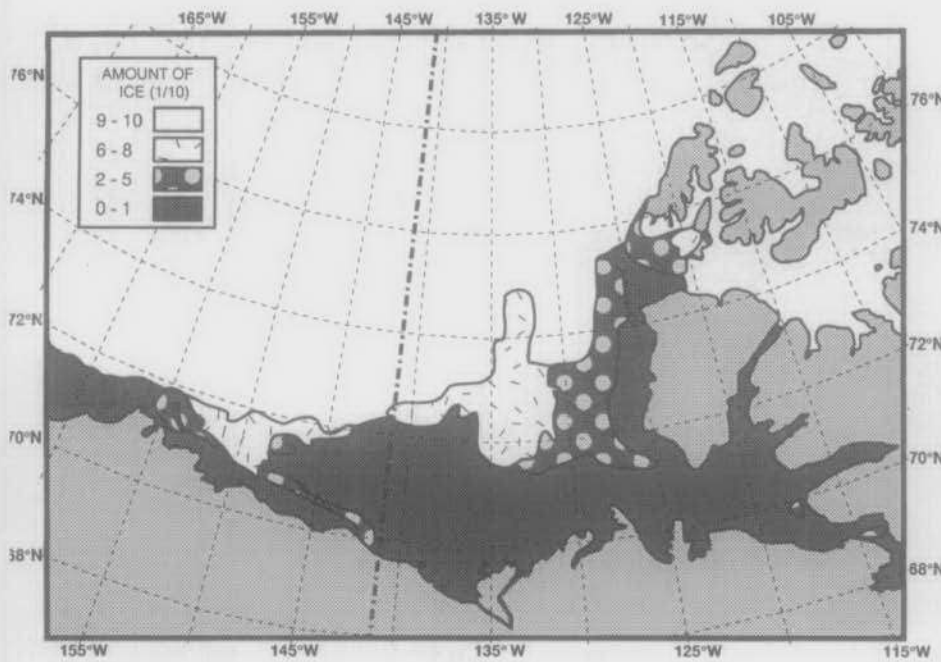 165°W 155°W 145°W 135°W 125°W 115°W 105°W
76°N
AMOUNT OF
ICE (1/10)
9 - 10
6 - 8
2 - 5
0 - 1
76°N
74°N
74°N
72°N
72°N
70°N
70°N
68°N
68°N
155°W 145°W 135°W 125°W 115°W